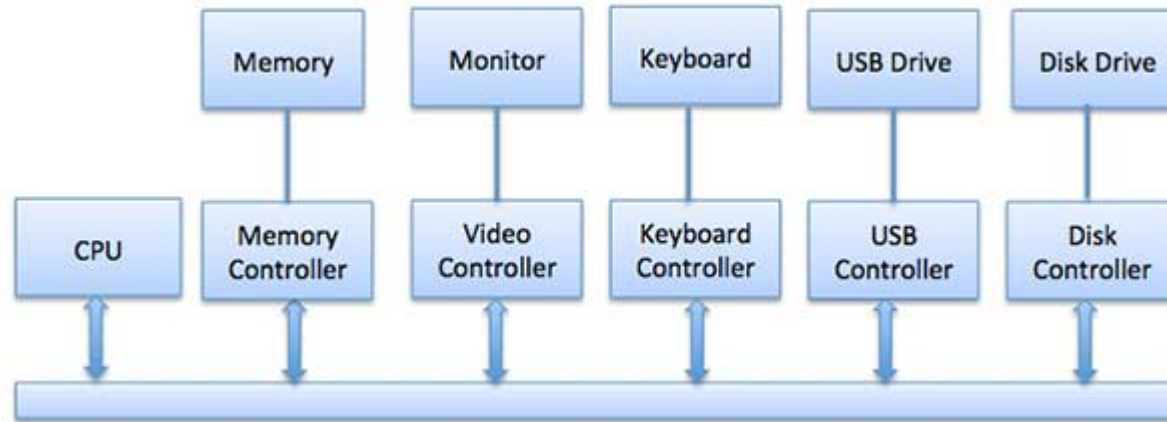 Memory
Monitor
Keyboard
USB Drive
Disk Drive
CPU
Memory
Controller
Video
Controller
Keyboard
Controller
USB
Controller
Disk
Controller